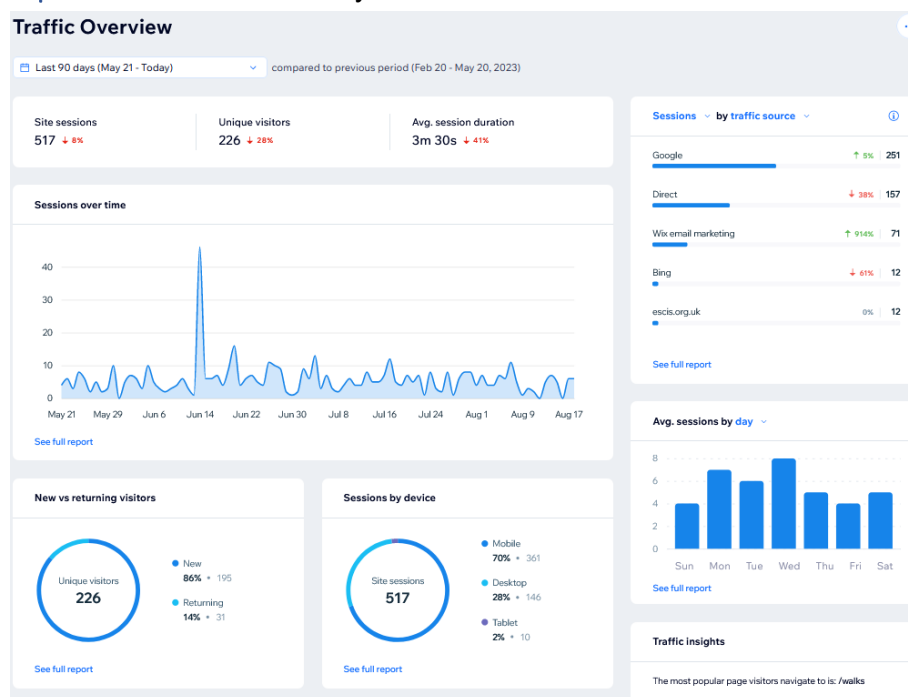 Traffic Overview
Last 90 days (May 21 - Today)
compared to previous period (Feb 20 - May 20, 2023)
Site sessions
517 ↓ 8%
Unique visitors
226 ↓ 28%
Avg. session duration
3m 30s ↓ 41%
Sessions over time
40
30
20
10
0
May 21 May 29 Jun 6 Jun 14 Jun 22 Jun 30 Jul 8 Jul 16 Jul 24 Aug 1 Aug 9 Aug 17
See full report
New vs returning visitors
Unique visitors
226
New
86% • 195
Returning
14% • 31
See full report
Sessions by device
Site sessions
517
Mobile
70% • 361
Desktop
28% • 146
Tablet
2% • 10
See full report
Sessions by traffic source
Google ↑ 5% 251
Direct ↓ 38% 157
Wix email marketing ↑ 914% 71
Bing ↓ 61% 12
escis.org.uk 0% 12
See full report
Avg. sessions by day
8
6
4
2
0
Sun Mon Tue Wed Thu Fri Sat
See full report
Traffic insights
The most popular page visitors navigate to is: /walks